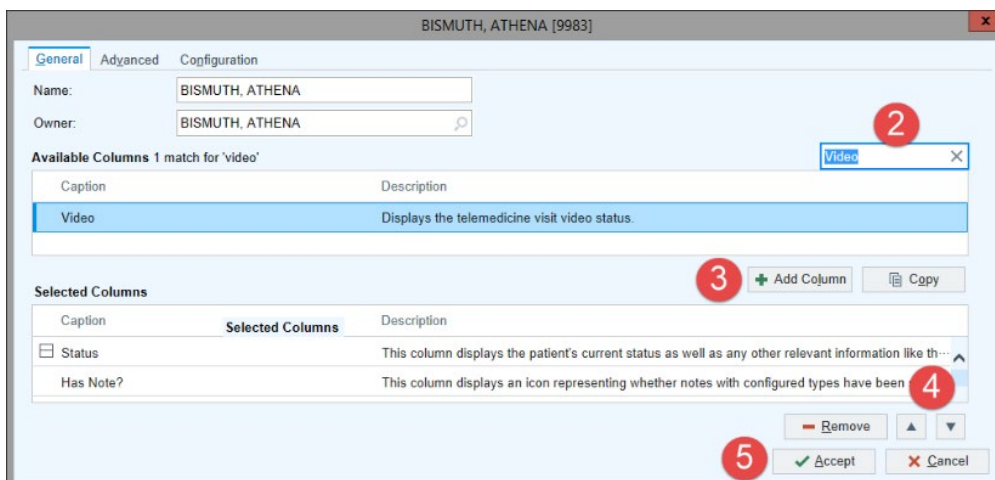 BISMUTH, ATHENA [9983] x
General Advanced Configuration
Name: BISMUTH, ATHENA
Owner: BISMUTH, ATHENA
2
Available Columns 1 match for 'video' Video
Caption Description
Video Displays the telemedicine visit video status.
3 Add Column Copy
Selected Columns
Caption Selected Columns Description
Status This column displays the patient's current status as well as any other relevant information like th···
Has Note? This column displays an icon representing whether notes with configured types have been
4
Remove
5 Accept Cancel